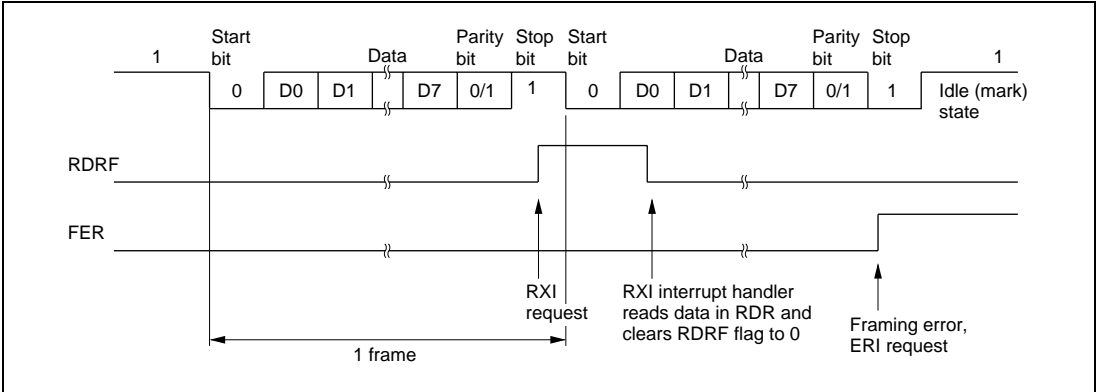 1
Start bit
Data
Parity bit
Stop bit
Start bit
Data
Parity bit
Stop bit
1
0 D0 D1 D7 0/1 1 0 D0 D1 D7 0/1 1 Idle (mark) state
RDRF
FER
RXI request
RXI interrupt handler
reads data in RDR and
clears RDRF flag to 0
Framing error,
ERI request
1 frame